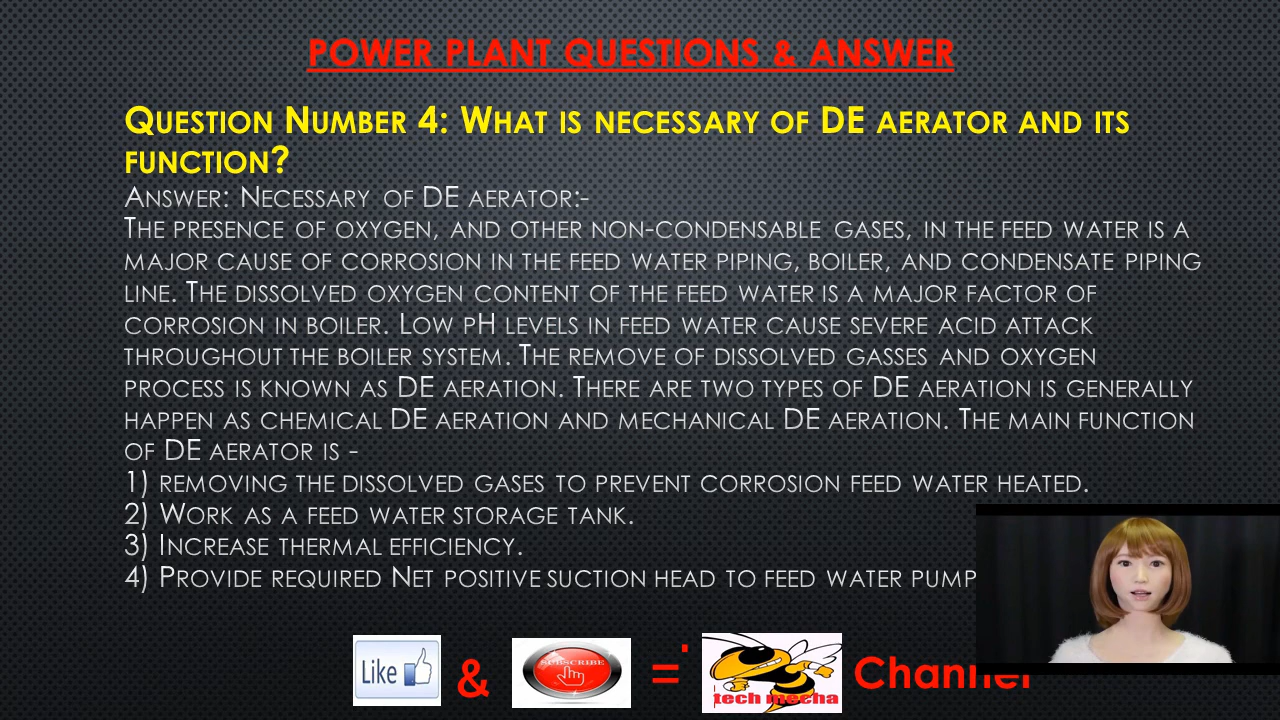 POWER PLANT QUESTIONS & ANSWER
QUESTION NUMBER 4: WHAT IS NECESSARY OF DE AERATOR AND ITS
FUNCTION?
ANSWER: NECESSARY OF DE AERATOR:-
THE PRESENCE OF OXYGEN, AND OTHER NON-CONDENSABLE GASES, IN THE FEED WATER IS A
MAJOR CAUSE OF CORROSION IN THE FEED WATER PIPING, BOILER, AND CONDENSATE PIPING
LINE. THE DISSOLVED OXYGEN CONTENT OF THE FEED WATER IS A MAJOR FACTOR OF
CORROSION IN BOILER. LOW PH LEVELS IN FEED WATER CAUSE SEVERE ACID ATTACK
THROUGHOUT THE BOILER SYSTEM. THE REMOVE OF DISSOLVED GASSES AND OXYGEN
PROCESS IS KNOWN AS DE AERATION. THERE ARE TWO TYPES OF DE AERATION IS GENERALLY
HAPPEN AS CHEMICAL DE AERATION AND MECHANICAL DE AERATION. THE MAIN FUNCTION
OF DE AERATOR IS -
1) REMOVING THE DISSOLVED GASES TO PREVENT CORROSION FEED WATER HEATED.
2) WORK AS A FEED WATER STORAGE TANK.
3) INCREASE THERMAL EFFICIENCY.
4) PROVIDE REQUIRED NET POSITIVE SUCTION HEAD TO FEED WATER PUMP
Like & SUBSCRIBE = tech mecha Channel